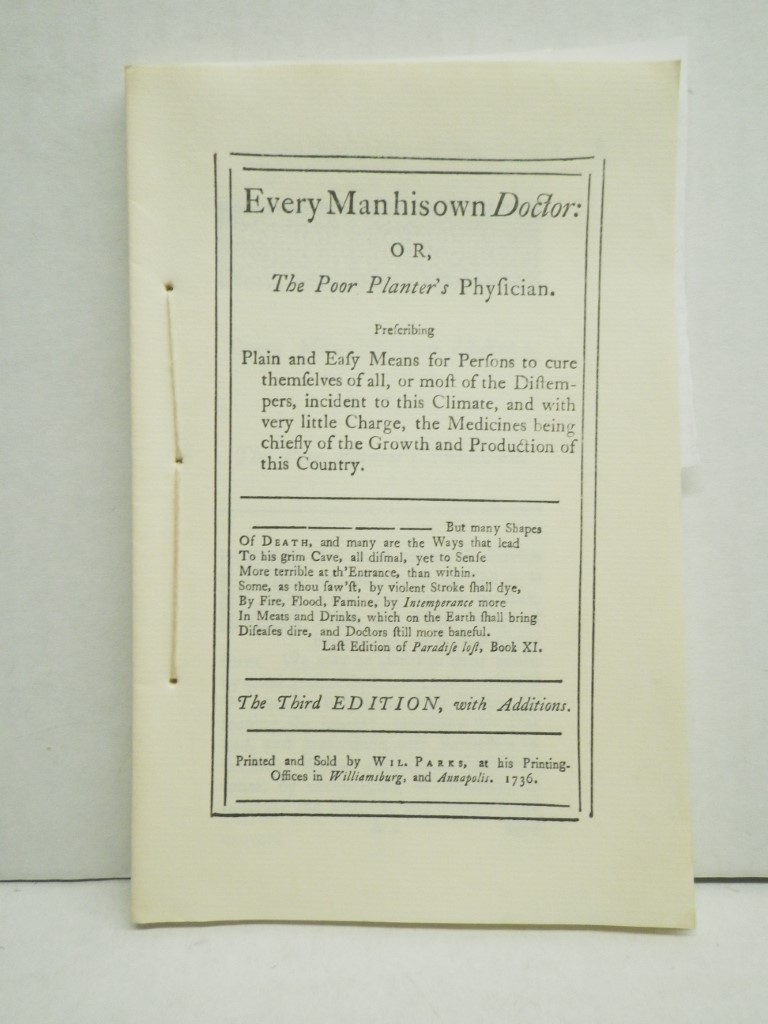 Every Man his own Doctor:
OR,
The Poor Planter's Phyſician.
Preſcribing
Plain and Eaſy Means for Perſons to cure
themſelves of all, or moſt of the Diſtem-
pers, incident to this Climate, and with
very little Charge, the Medicines being
chiefly of the Growth and Production of
this Country.
But many Shapes
Of DEATH, and many are the Ways that lead
To his grim Cave, all diſmal, yet to Senſe
More terrible at th'Entrance, than within.
Some, as thou ſaw'ſt, by violent Stroke ſhall dye,
By Fire, Flood, Famine, by Intemperance more
In Meats and Drinks, which on the Earth ſhall bring
Diſeaſes dire, and Doctors ſtill more baneful.
Laſt Edition of Paradiſe loſt, Book XI.
The Third EDITION, with Additions.
Printed and Sold by WIL. PARKS, at his Printing-
Offices in Williamsburg, and Annapolis. 1736.